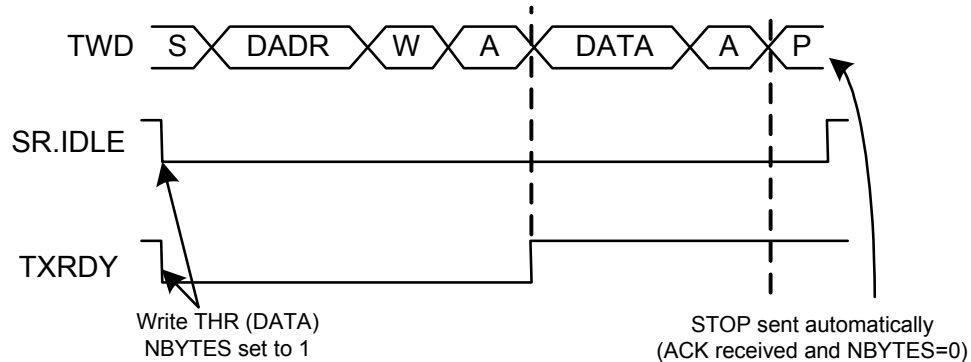 TWD S DADR W A DATA A P
SR.IDLE
TXRDY
Write THR (DATA)
NBYTES set to 1
STOP sent automatically
(ACK received and NBYTES=0)